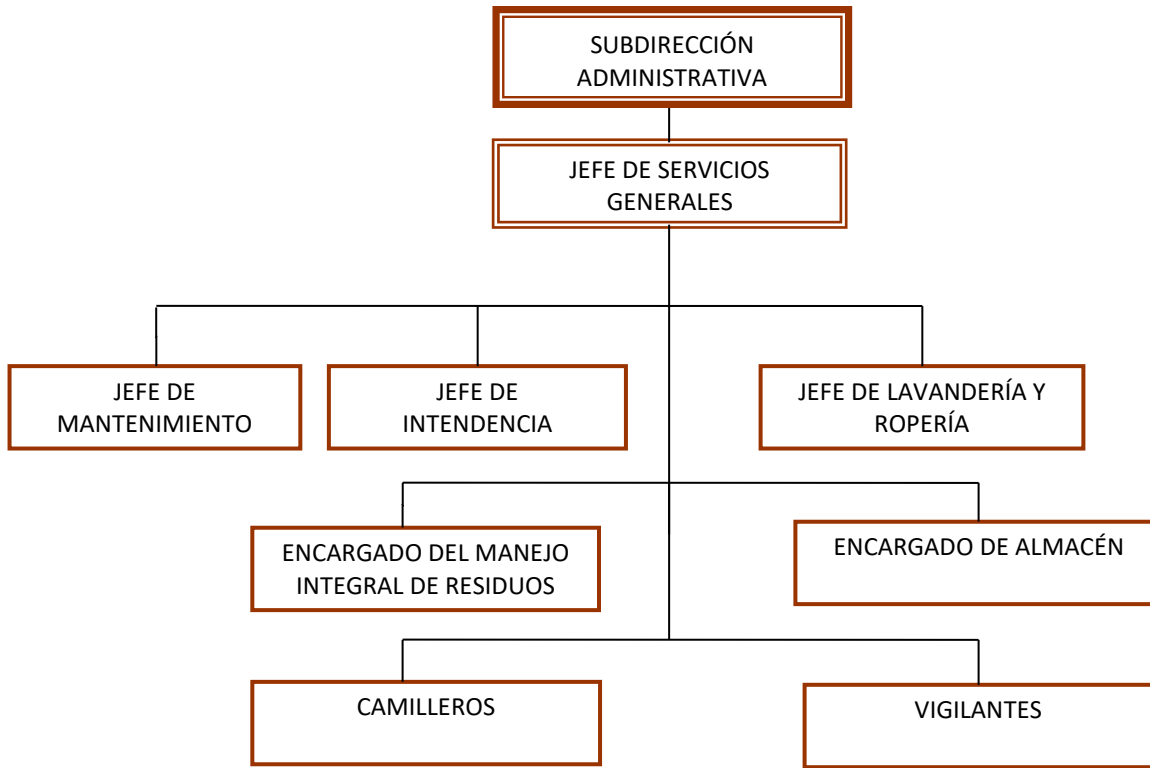 SUBDIRECCIÓN
ADMINISTRATIVA
JEFE DE SERVICIOS
GENERALES
JEFE DE
MANTENIMIENTO
JEFE DE
INTENDENCIA
JEFE DE LAVANDERÍA Y
ROPERÍA
ENCARGADO DEL MANEJO
INTEGRAL DE RESIDUOS
ENCARGADO DE ALMACÉN
CAMILLEROS
VIGILANTES